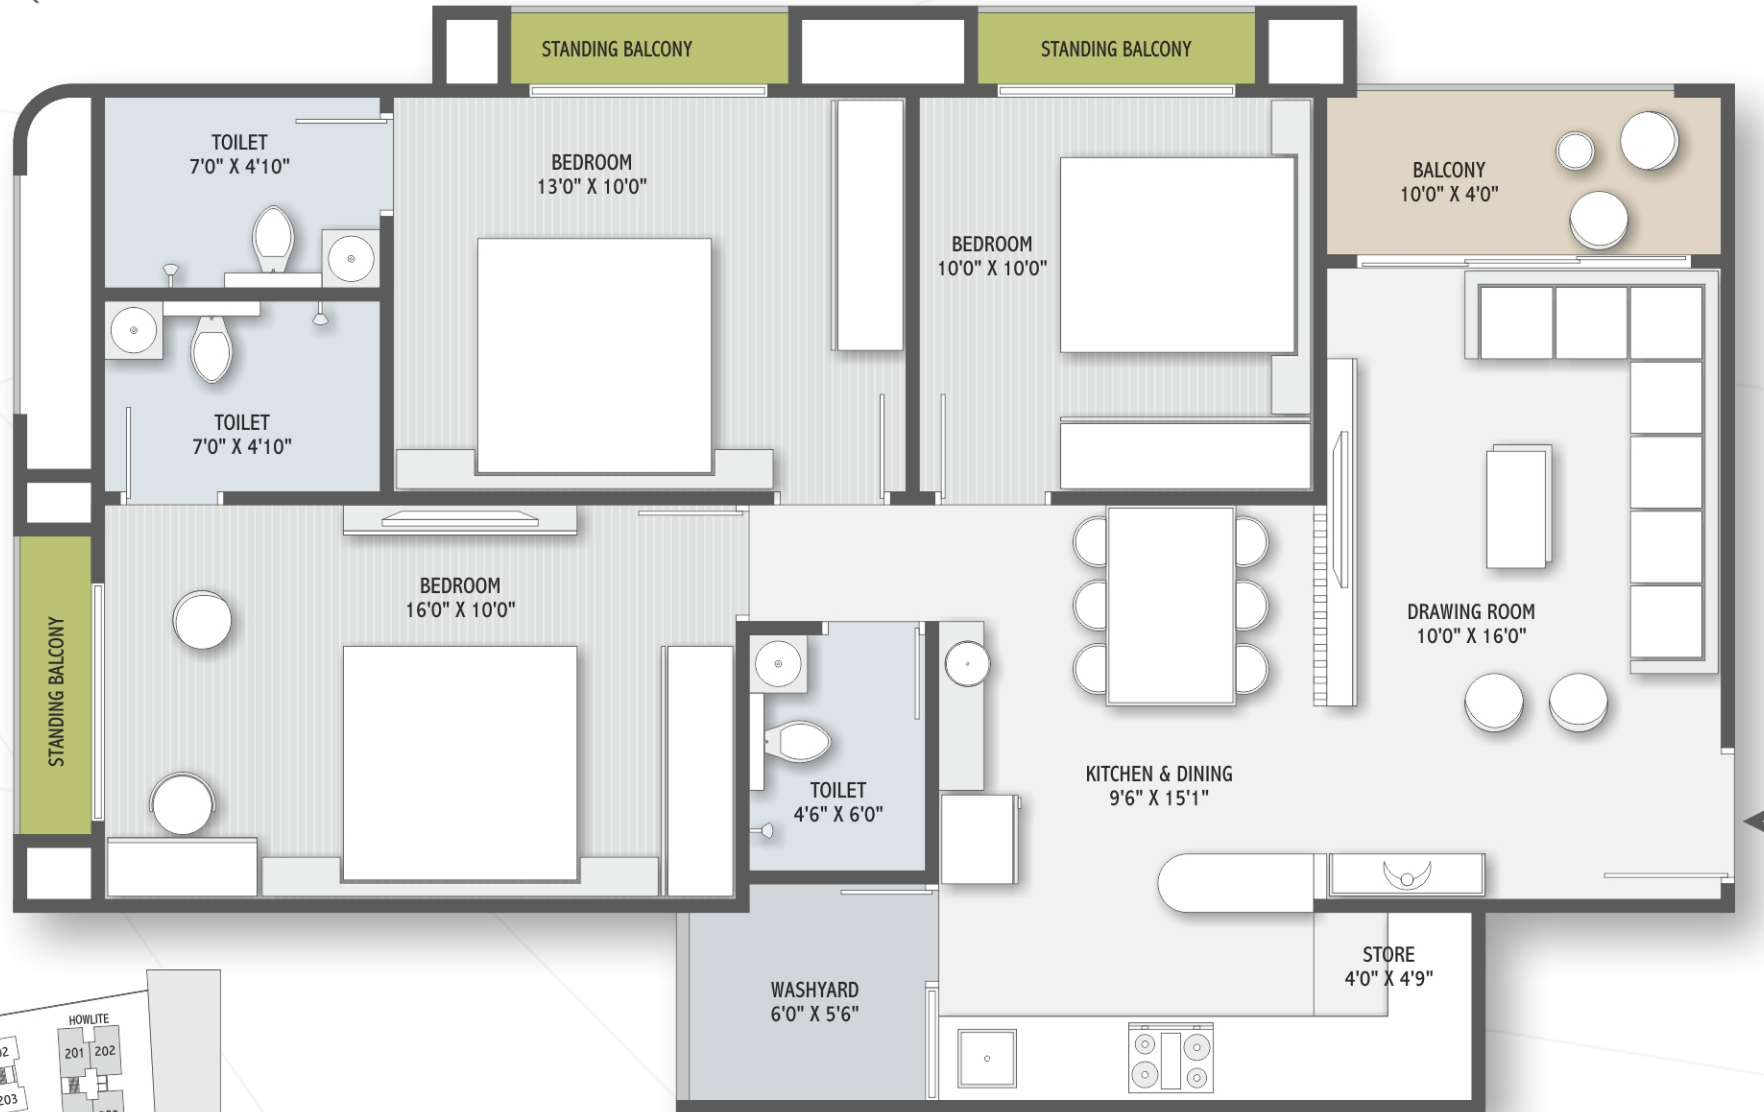 STANDING BALCONY
STANDING BALCONY
TOILET
7'0" X 4'10"
BEDROOM
13'0" X 10'0"
BALCONY
10'0" X 4'0"
BEDROOM
10'0" X 10'0"
TOILET
7'0" X 4'10"
BEDROOM
16'0" X 10'0"
DRAWING ROOM
10'0" X 16'0"
STANDING BALCONY
TOILET
4'6" X 6'0"
KITCHEN & DINING
9'6" X 15'1"
STORE
4'0" X 4'9"
WASHYARD
6'0" X 5'6"
HOWLITE
201 202
203